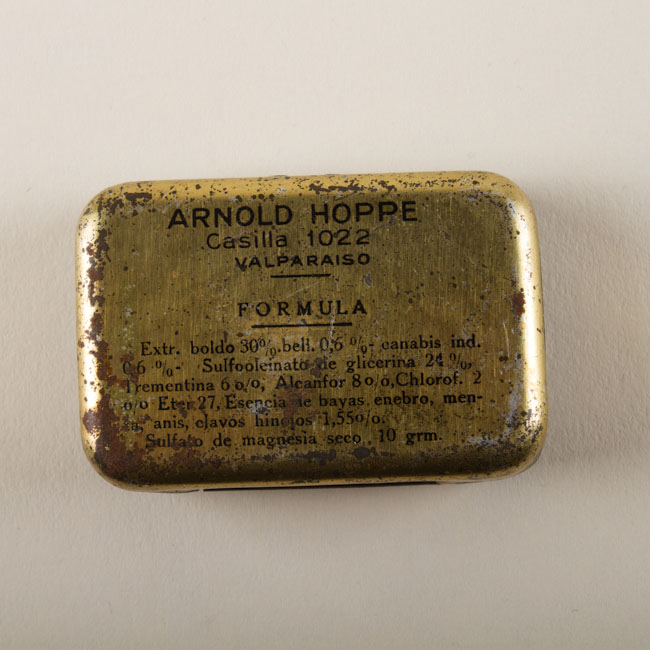 ARNOLD HOPPE
Casilla 1022
VALPARAISO
FORMULA
Extr. boldo 30%. bell. 0,6 %- canabis ind.
0,6 %- Sulfooleinato de glicerina 24 %,
Trementina 6 o/o, Alcanfor 8 o/o, Chlorof. 2
o/o Eter 27, Esencia de bayas enebro, men-
ta, anis, clavos hinojos 1,55o/o.
Sulfato de magnesia seco 10 grm.